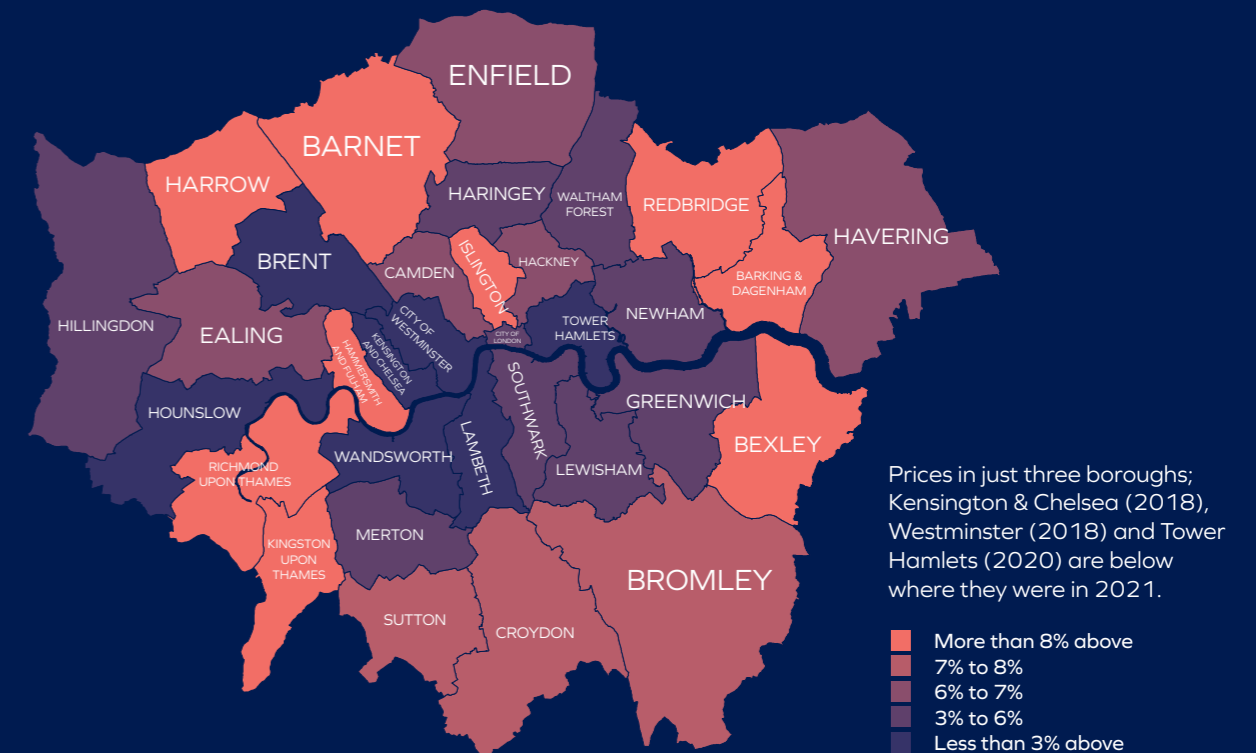 ENFIELD
BARNET
HARROW
HARINGEY
WALTHAM
FOREST
REDBRIDGE
HAVERING
BRENT
CAMDEN
ISLINGTON
HACKNEY
BARKING &
DAGENHAM
HILLINGDON
EALING
CITY OF
WESTMINSTER
KENSINGTON
AND CHELSEA
HAMMERSMITH
AND FULHAM
CITY OF
LONDON
TOWER
HAMLETS
NEWHAM
HOUNSLOW
SOUTHWARK
GREENWICH
BEXLEY
RICHMOND
UPON THAMES
WANDSWORTH
LAMBETH
LEWISHAM
MERTON
KINGSTON
UPON
THAMES
BROMLEY
SUTTON
CROYDON
Prices in just three boroughs;
Kensington & Chelsea (2018),
Westminster (2018) and Tower
Hamlets (2020) are below
where they were in 2021.
More than 8% above
7% to 8%
6% to 7%
3% to 6%
Less than 3% above